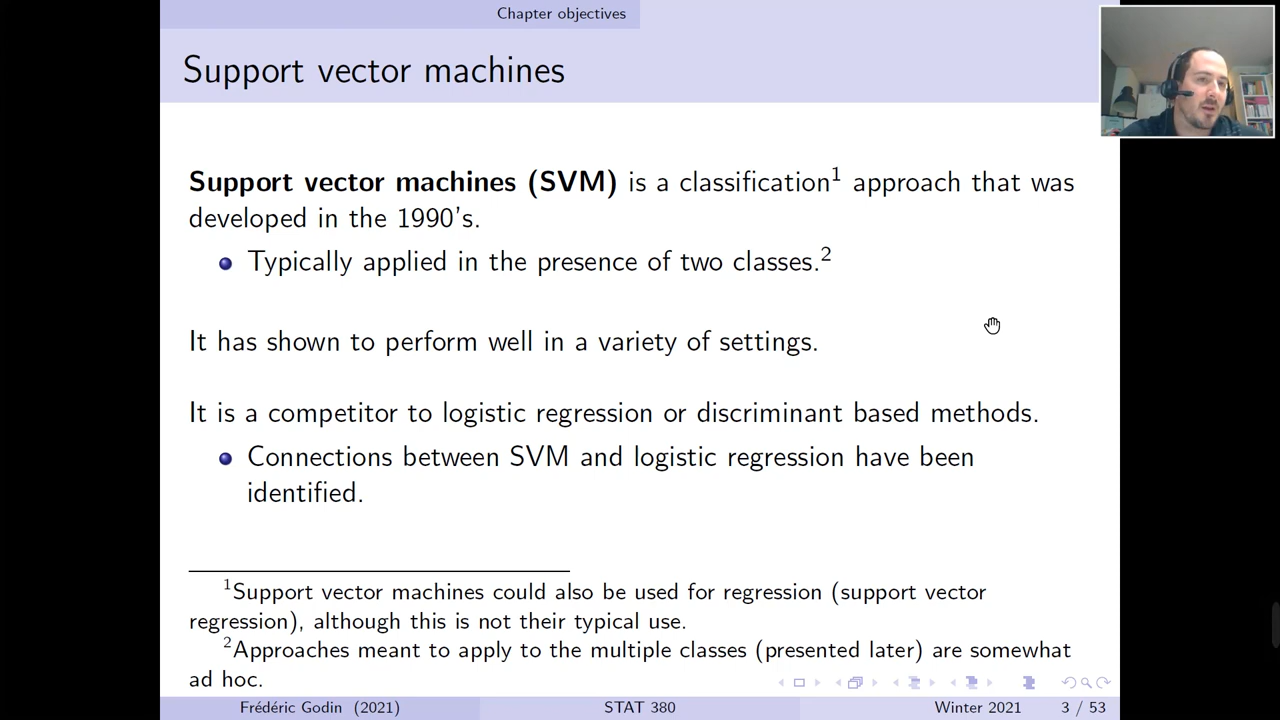 Chapter objectives
Support vector machines
Support vector machines (SVM) is a classification1 approach that was
developed in the 1990's.
Typically applied in the presence of two classes.2
It has shown to perform well in a variety of settings.
It is a competitor to logistic regression or discriminant based methods.
Connections between SVM and logistic regression have been
identified.
1Support vector machines could also be used for regression (support vector
regression), although this is not their typical use.
2Approaches meant to apply to the multiple classes (presented later) are somewhat
ad hoc.
Frédéric Godin (2021) STAT 380 Winter 2021 3 / 53